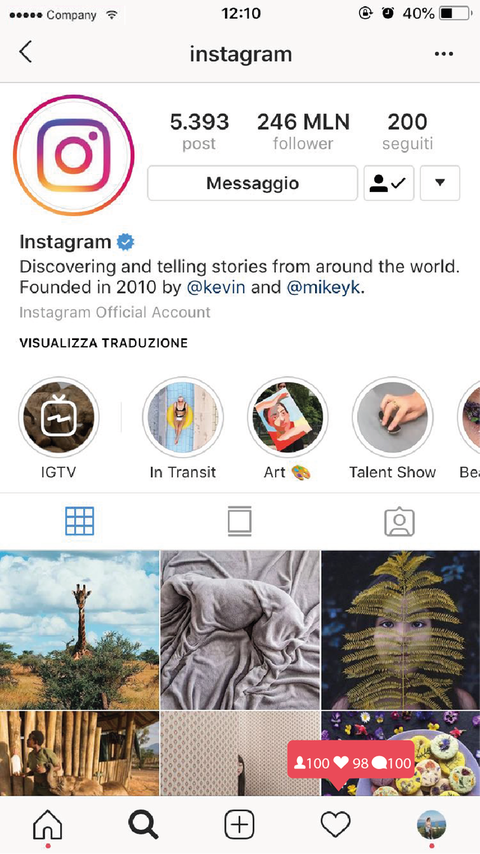 Company 12:10 40%
instagram
5.393 246 MLN 200
post follower seguiti
Messaggio
Instagram
Discovering and telling stories from around the world.
Founded in 2010 by @kevin and @mikeyk.
Instagram Official Account
VISUALIZZA TRADUZIONE
IGTV In Transit Art 🎨 Talent Show Bea
100 98 100